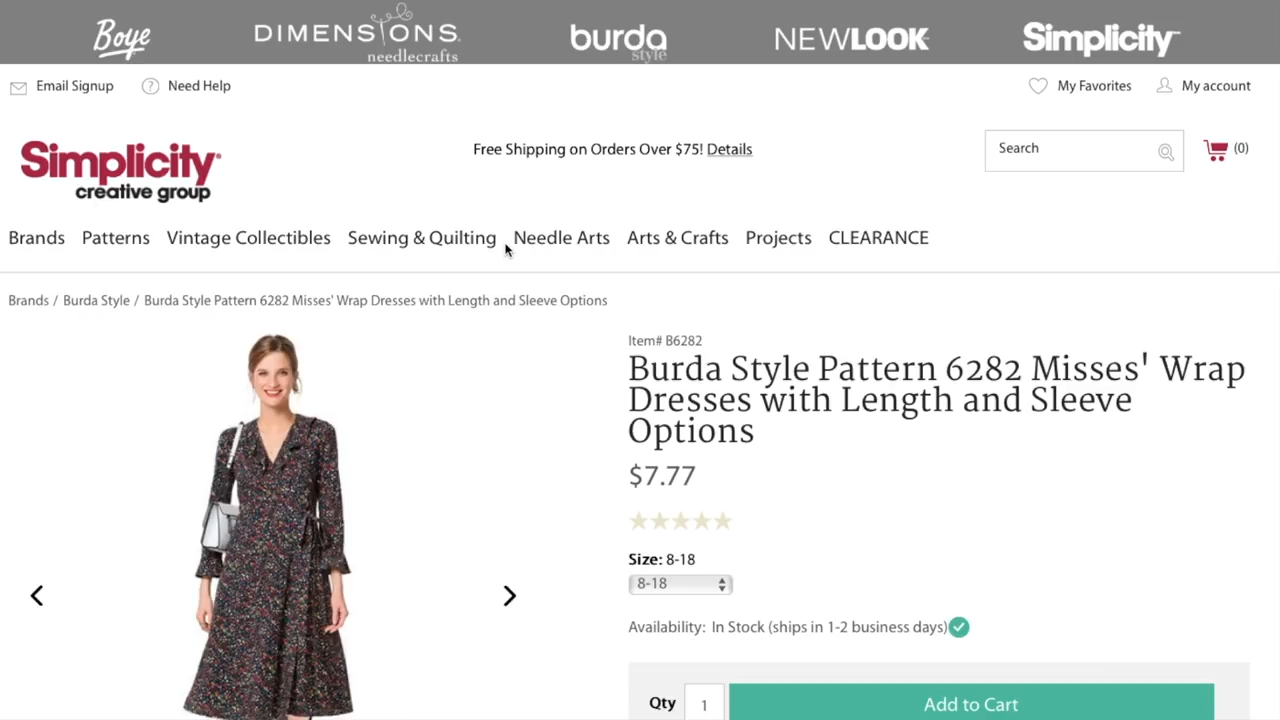 Boye
DIMENSIONS
needlecrafts
burda
style
NEWLOOK
Simplicity
Email Signup
? Need Help
My Favorites
My account
Simplicity
creative group
Free Shipping on Orders Over $75! Details
Search
(0)
Brands Patterns Vintage Collectibles Sewing & Quilting Needle Arts Arts & Crafts Projects CLEARANCE
Brands / Burda Style / Burda Style Pattern 6282 Misses' Wrap Dresses with Length and Sleeve Options
Item# B6282
Burda Style Pattern 6282 Misses' Wrap
Dresses with Length and Sleeve
Options
$7.77
Size: 8-18
8-18
Availability: In Stock (ships in 1-2 business days)
Qty 1 Add to Cart